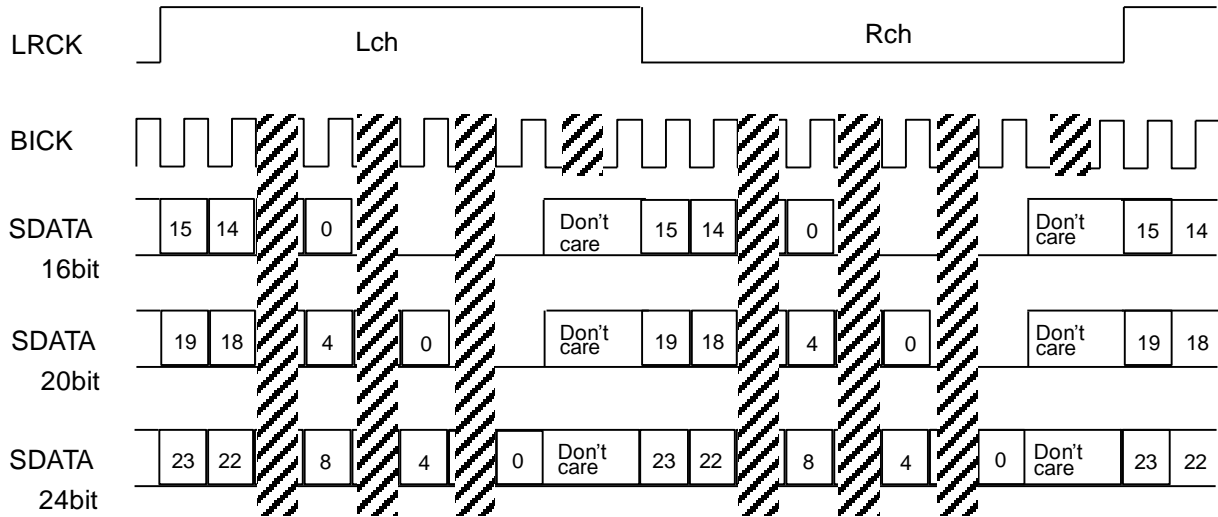 LRCK Lch Rch
BICK
SDATA 15 14 0 Don't 15 14 0 Don't 15 14
care care
16bit
SDATA 19 18 4 0 Don't 19 18 4 0 Don't 19 18
care care
20bit
SDATA 23 22 8 4 0 Don't 23 22 8 4 0 Don't 23 22
care care
24bit